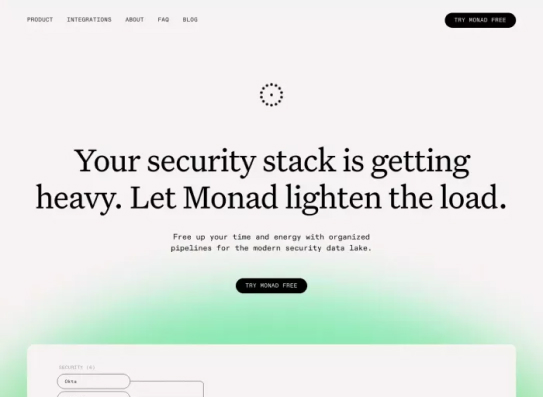 PRODUCT INTEGRATIONS ABOUT FAQ BLOG
TRY MONAD FREE
Your security stack is getting
heavy. Let Monad lighten the load.
Free up your time and energy with organized
pipelines for the modern security data lake.
TRY MONAD FREE
SECURITY (6)
Okta